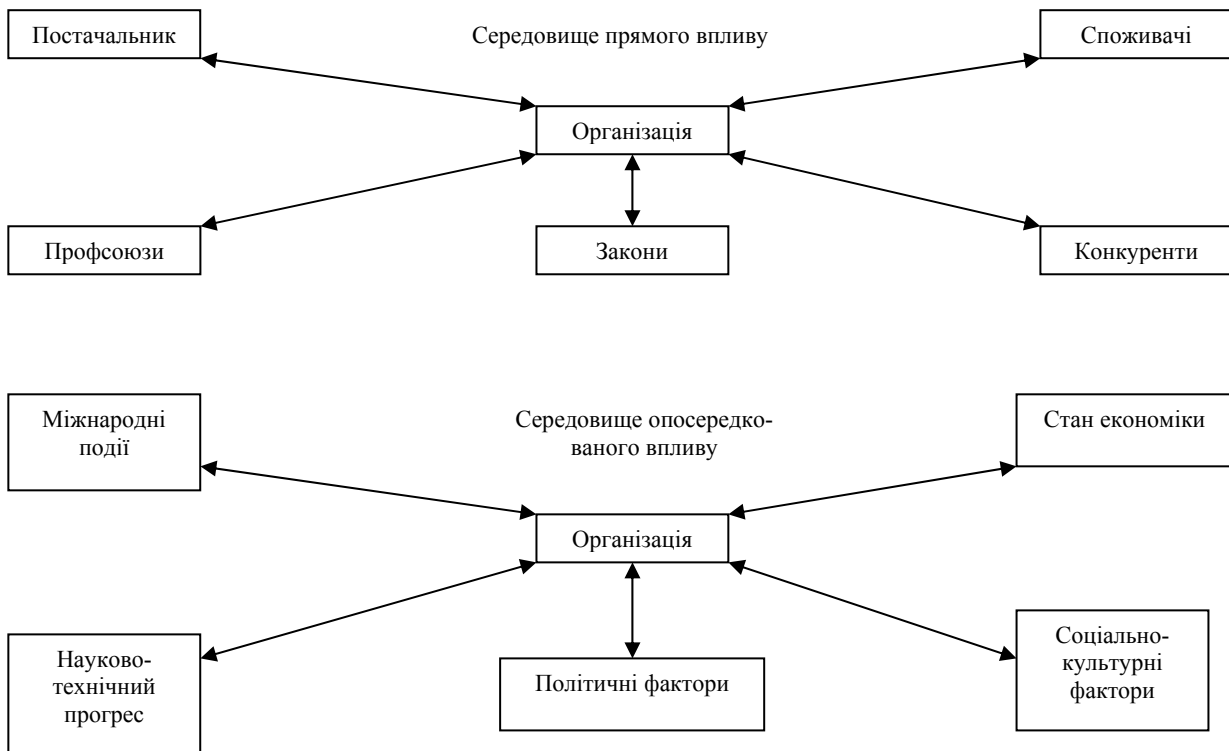 Постачальник
Середовище прямого впливу
Споживачі
Організація
Профсоюзи
Закони
Конкуренти
Міжнародні
події
Середовище опосередко-
ваного впливу
Стан економіки
Організація
Науково-
технічний
прогрес
Політичні фактори
Соціально-
культурні
фактори